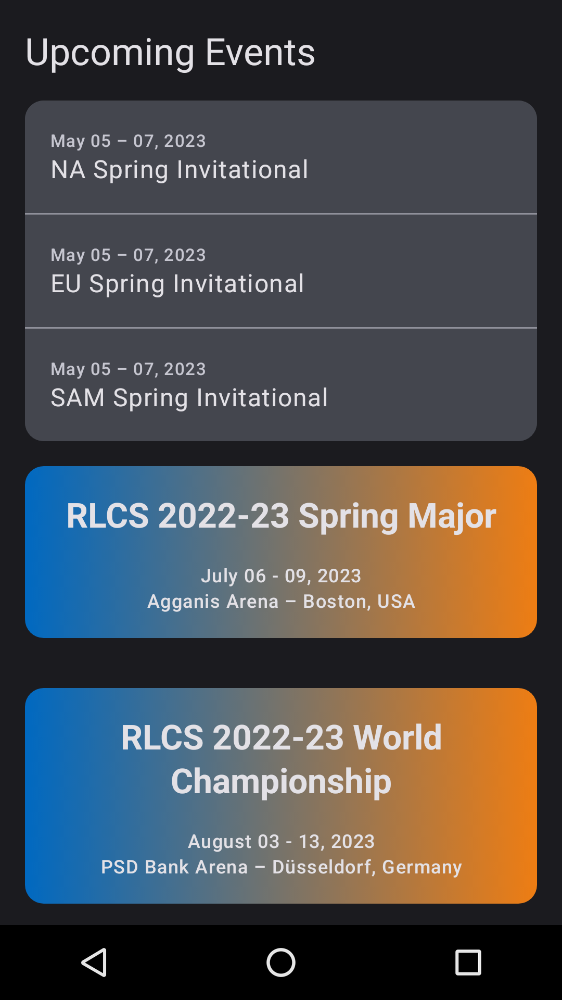 Upcoming Events
May 05 – 07, 2023
NA Spring Invitational
May 05 – 07, 2023
EU Spring Invitational
May 05 – 07, 2023
SAM Spring Invitational
RLCS 2022-23 Spring Major
July 06 - 09, 2023
Agganis Arena – Boston, USA
RLCS 2022-23 World
Championship
August 03 - 13, 2023
PSD Bank Arena – Düsseldorf, Germany